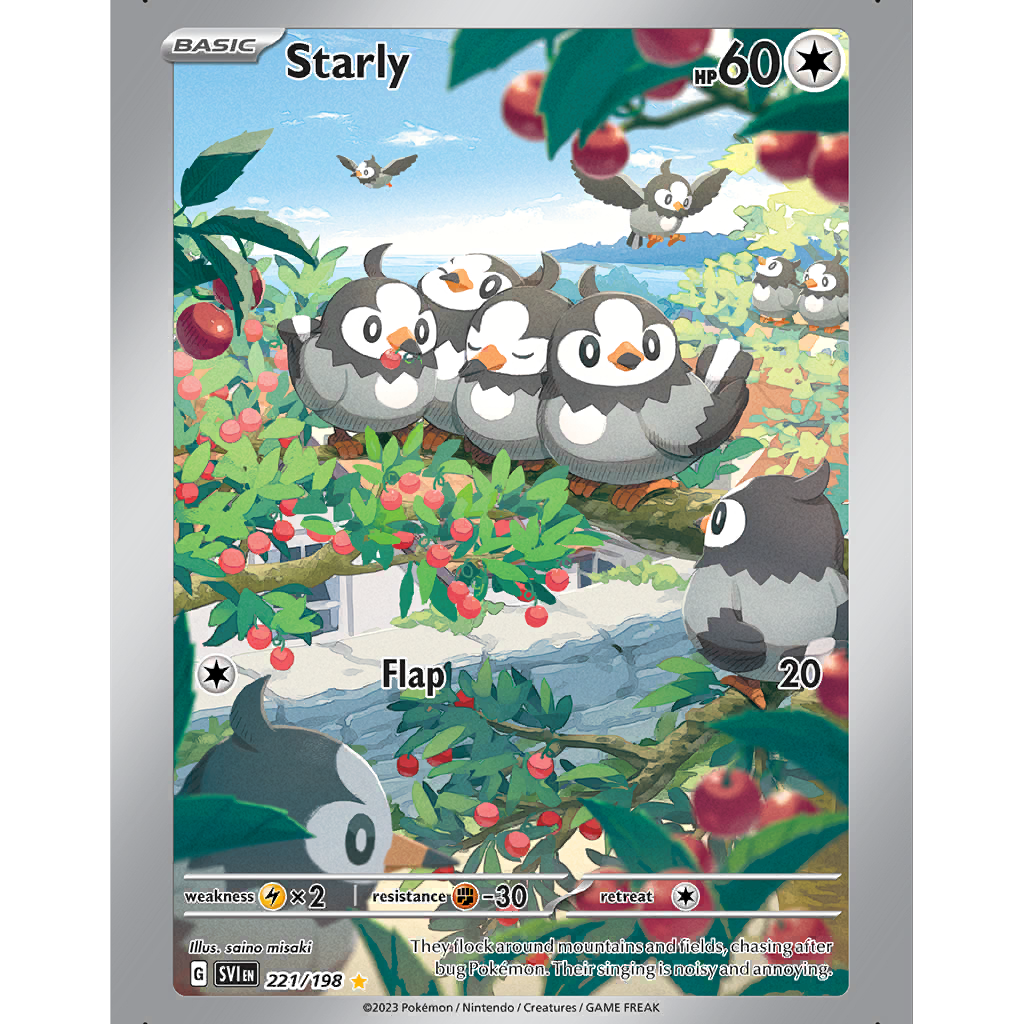 BASIC
Starly
HP 60
Flap 20
weakness ×2 resistance -30 retreat
Illus. saino misaki
They flock around mountains and fields, chasing after
bug Pokémon. Their singing is noisy and annoying.
G SVI EN 221/198
©2023 Pokémon / Nintendo / Creatures / GAME FREAK